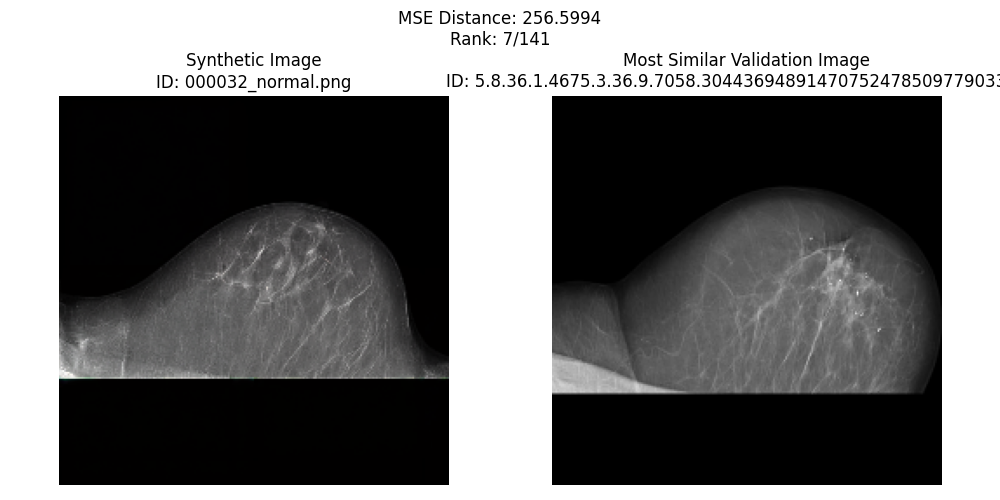 MSE Distance: 256.5994
Rank: 7/141
Synthetic Image
ID: 000032_normal.png
Most Similar Validation Image
ID: 5.8.36.1.4675.3.36.9.7058.30443694891470752478509779033